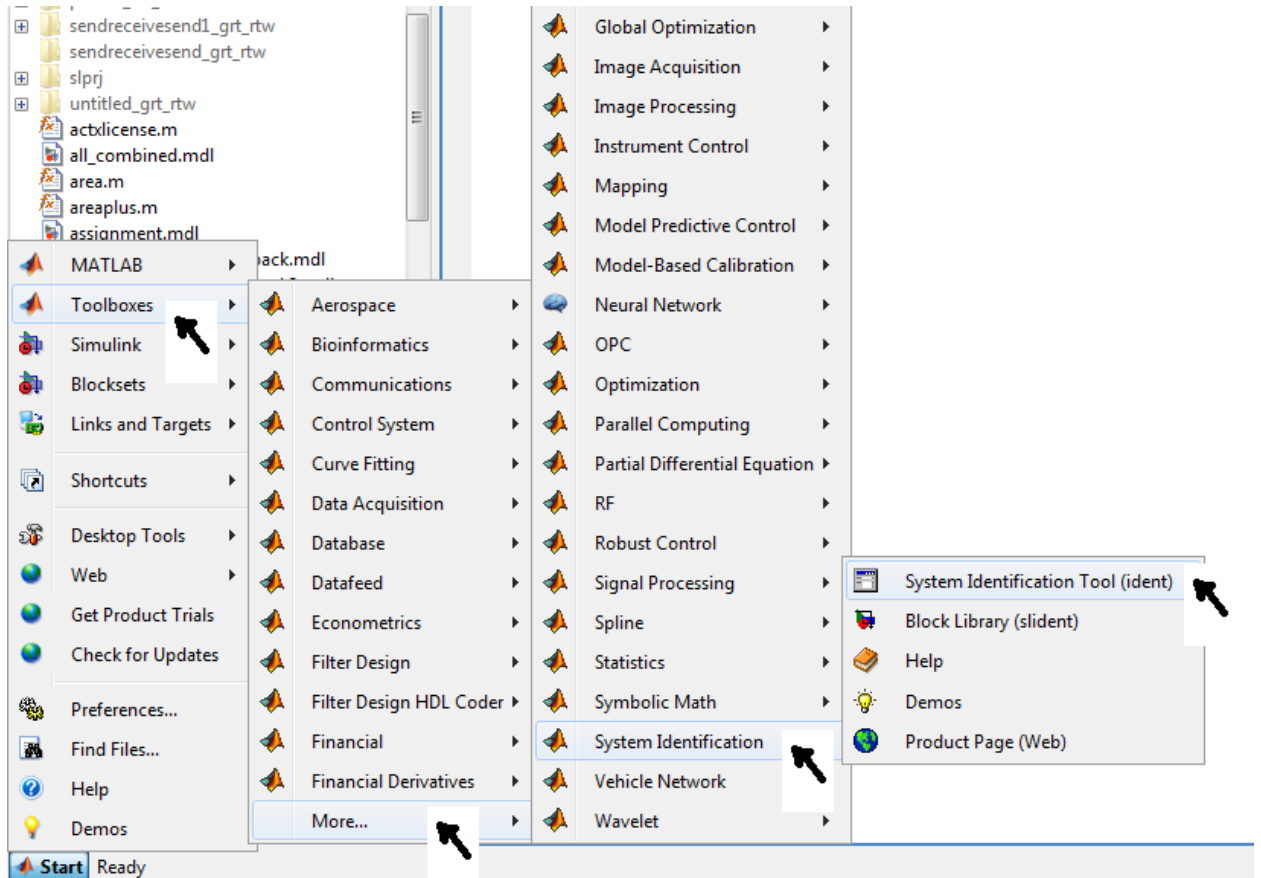 sendreceivesend1_grt_rtw
sendreceivesend_grt_rtw
slprj
untitled_grt_rtw
actxlicense.m
all_combined.mdl
area.m
areaplus.m
assignment.mdl
back.mdl
MATLAB
Toolboxes
Simulink
Blocksets
Links and Targets
Shortcuts
Desktop Tools
Web
Get Product Trials
Check for Updates
Preferences...
Find Files...
Help
Demos
Start Ready
Aerospace
Bioinformatics
Communications
Control System
Curve Fitting
Data Acquisition
Database
Datafeed
Econometrics
Filter Design
Filter Design HDL Coder
Financial
Financial Derivatives
More...
Global Optimization
Image Acquisition
Image Processing
Instrument Control
Mapping
Model Predictive Control
Model-Based Calibration
Neural Network
OPC
Optimization
Parallel Computing
Partial Differential Equation
RF
Robust Control
Signal Processing
Spline
Statistics
Symbolic Math
System Identification
Vehicle Network
Wavelet
System Identification Tool (ident)
Block Library (slident)
Help
Demos
Product Page (Web)